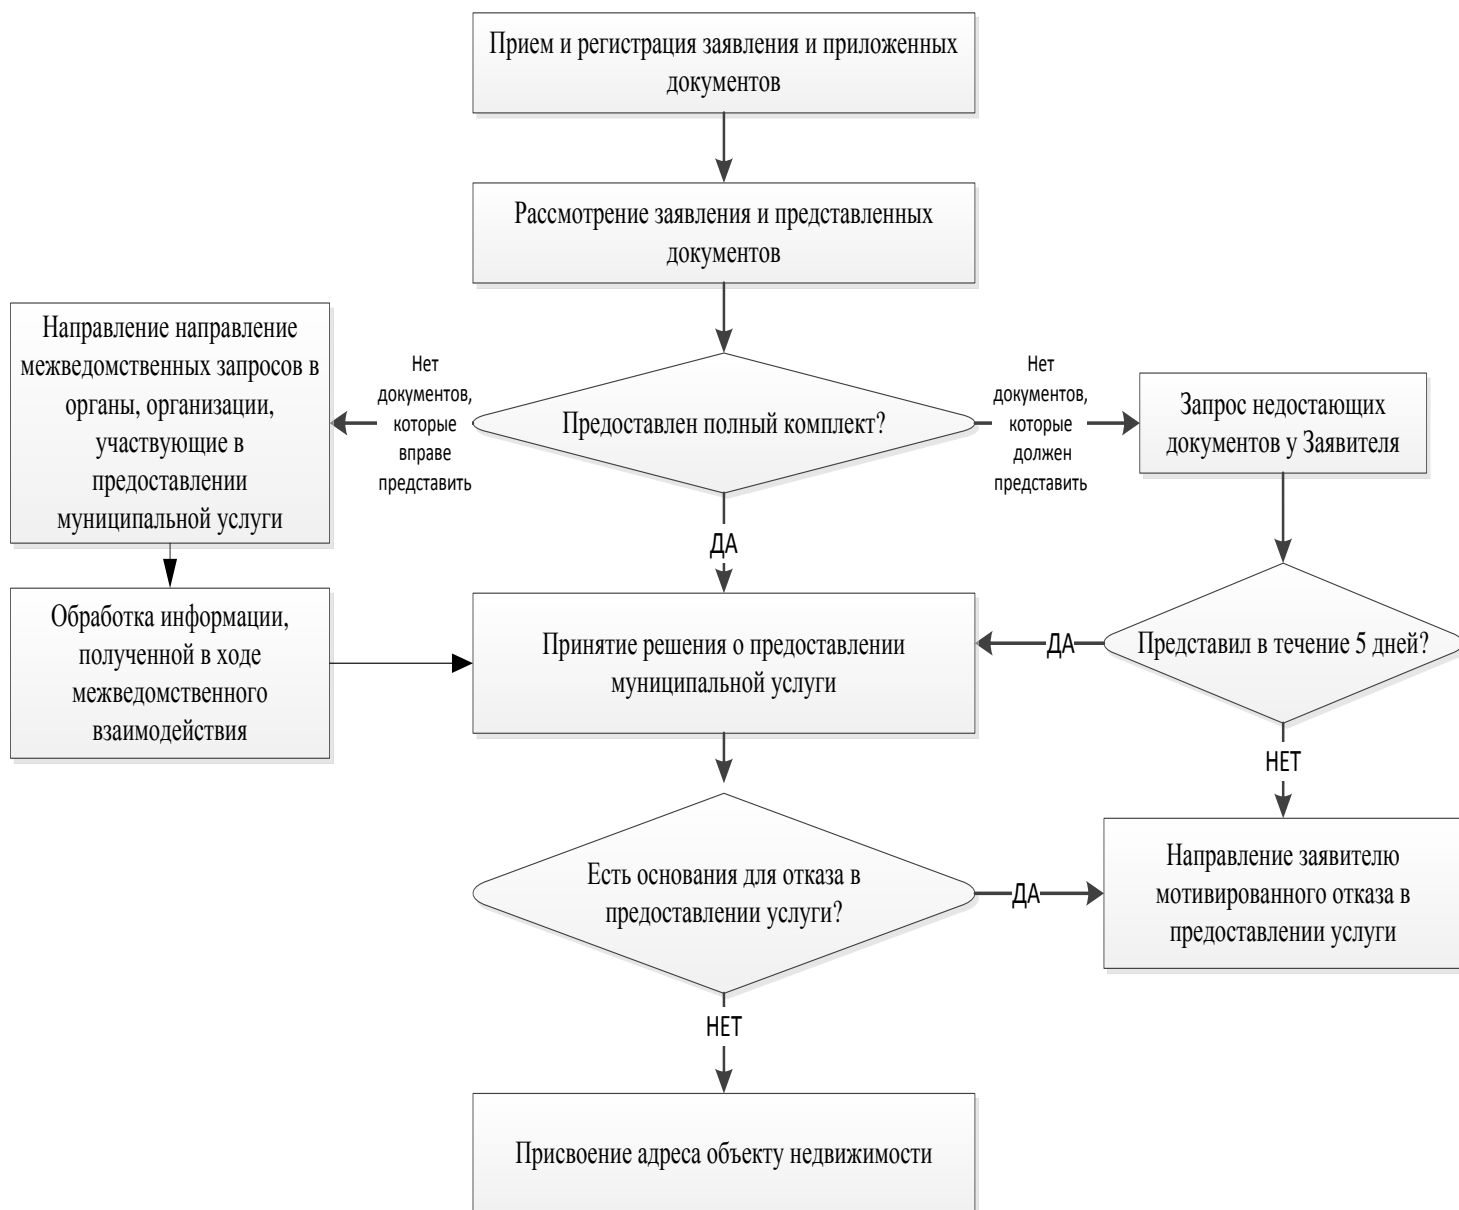 Прием и регистрация заявления и приложенных
документов
Рассмотрение заявления и представленных
документов
Направление направление
межведомственных запросов в
органы, организации,
участвующие в
предоставлении
муниципальной услуги
Нет
документов,
которые
вправе
представить
Предоставлен полный комплект?
Нет
документов,
которые
должен
представить
Запрос недостающих
документов у Заявителя
ДА
Обработка информации,
полученной в ходе
межведомственного
взаимодействия
Принятие решения о предоставлении
муниципальной услуги
ДА
Представил в течение 5 дней?
НЕТ
Есть основания для отказа в
предоставлении услуги?
ДА
Направление заявителю
мотивированного отказа в
предоставлении услуги
НЕТ
Присвоение адреса объекту недвижимости